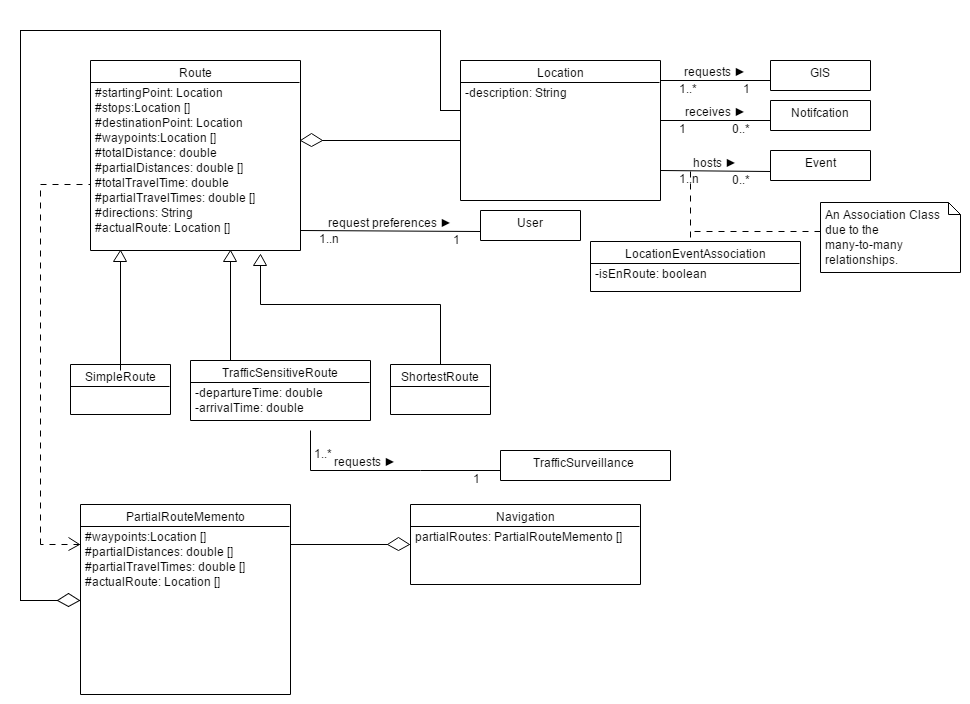 Route
#startingPoint: Location
#stops:Location []
#destinationPoint: Location
#waypoints:Location []
#totalDistance: double
#partialDistances: double []
#totalTravelTime: double
#partialTravelTimes: double []
#directions: String
#actualRoute: Location []
Location
-description: String
requests ►
1..* 1
GIS
receives ►
1 0..*
Notifcation
hosts ►
1..n 0..*
Event
request preferences ►
1..n 1
User
An Association Class
due to the
many-to-many
relationships.
LocationEventAssociation
-isEnRoute: boolean
SimpleRoute
TrafficSensitiveRoute
-departureTime: double
-arrivalTime: double
ShortestRoute
1..*
requests ►
1
TrafficSurveillance
PartialRouteMemento
#waypoints:Location []
#partialDistances: double []
#partialTravelTimes: double []
#actualRoute: Location []
Navigation
partialRoutes: PartialRouteMemento []